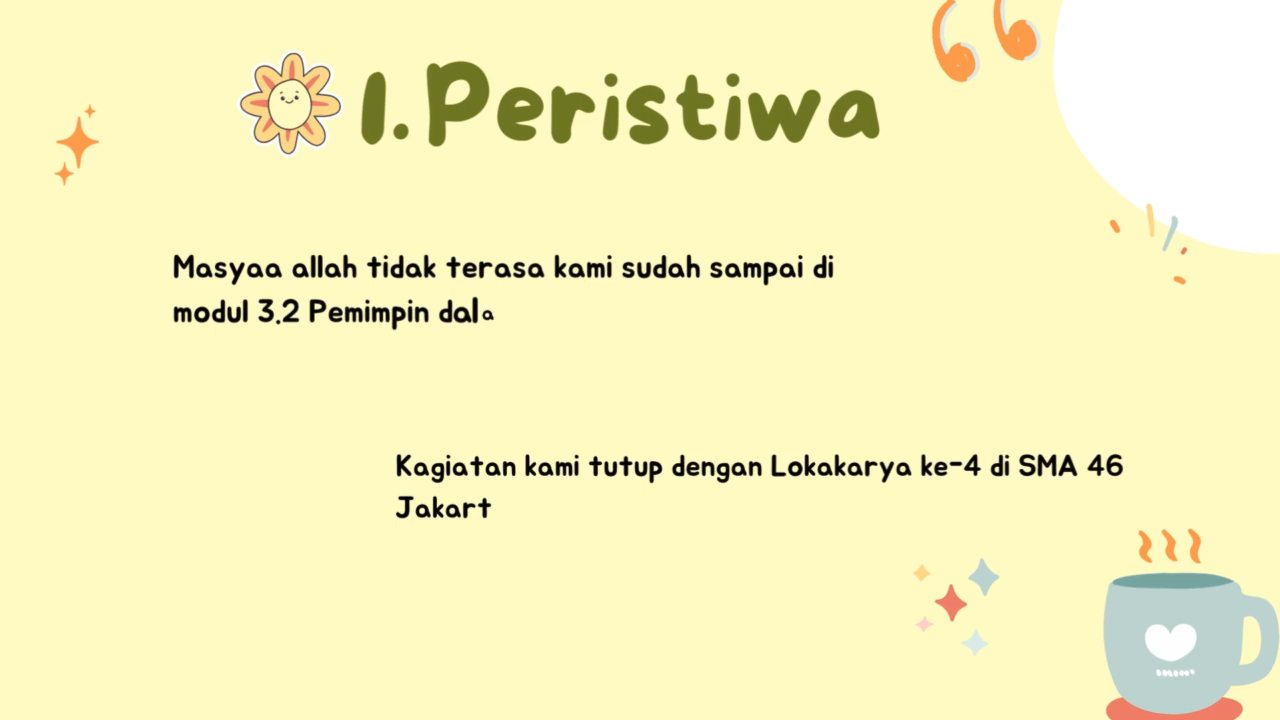 1.Peristiwa
Masyaa allah tidak terasa kami sudah sampai di
modul 3.2 Pemimpin dala
Kagiatan kami tutup dengan Lokakarya ke-4 di SMA 46
Jakart